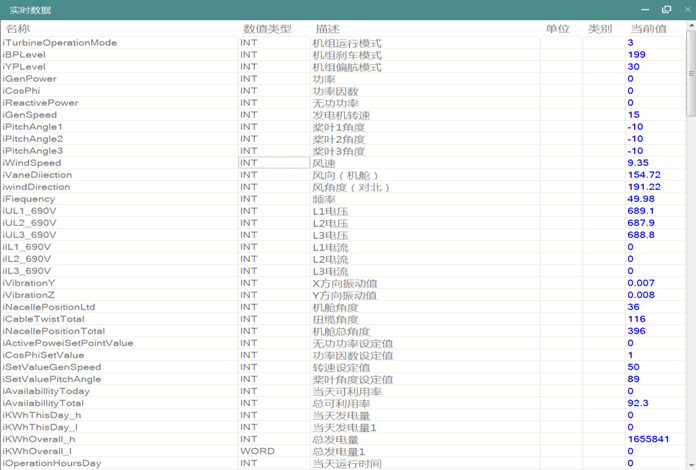 实时数据
名称 数值类型 描述 单位 类别 当前值
iTurbineOperationMode INT 机组运行模式 3
iBPLevel INT 机组刹车模式 199
iYPLevel INT 机组偏航模式 30
iGenPower INT 功率 0
iCosPhi INT 功率因数 0
iReactivePower INT 无功功率 0
iGenSpeed INT 发电机转速 15
iPitchAngle1 INT 桨叶1角度 -10
iPitchAngle2 INT 桨叶2角度 -10
iPitchAngle3 INT 桨叶3角度 -10
iWindSpeed INT 风速 9.35
iVaneDiiection INT 风向（机舱） 154.72
iwindDirection INT 风角度（对北） 191.22
iFiequency INT 频率 49.98
iUL1_690V INT L1电压 689.1
iUL2_690V INT L2电压 687.9
iUL3_690V INT L3电压 688.8
iIL1_690V INT L1电流 0
iIL2_690V INT L2电流 0
iIL3_690V INT L3电流 0
iVibrationY INT X方向振动值 0.007
iVibrationZ INT Y方向振动值 0.008
iNacellePositionLtd INT 机舱角度 36
iCableTwistTotal INT 扭缆角度 116
iNacellePositionTotal INT 机舱总角度 396
iActivePoweiSetPointValue INT 无功功率设定值 0
iCosPhiSetValue INT 功率因数设定值 1
iSetValueGenSpeed INT 转速设定值 50
iSetValuePitchAngle INT 桨叶角度设定值 89
iAvailabillityToday INT 当天可利用率 0
iAvailabillityTotal INT 总可利用率 92.3
iKWhThisDay_h INT 当天发电量 0
iKWhThisDay_l INT 当天发电量1 0
iKWhOverall_h INT 总发电量 1655841
iKWhOverall_l WORD 总发电量1 0
iOperationHoursDay INT 当天运行时间 0